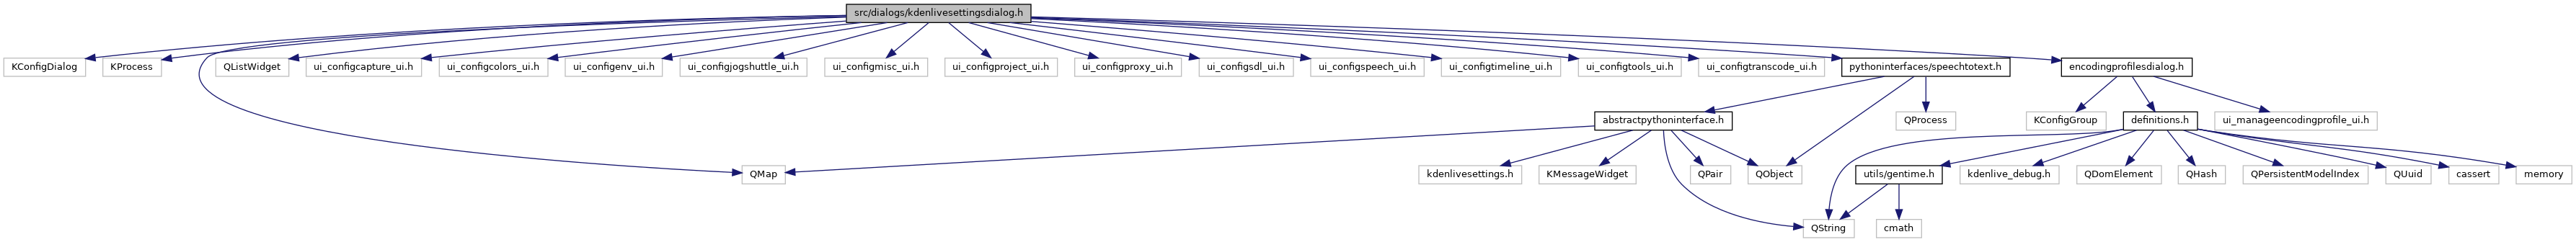 src/dialogs/kdenlivesettingsdialog.h
KConfigDialog
KProcess
QListWidget
ui_configcapture_ui.h
ui_configcolors_ui.h
ui_configenv_ui.h
ui_configjogshuttle_ui.h
ui_configmisc_ui.h
ui_configproject_ui.h
ui_configproxy_ui.h
ui_configsdl_ui.h
ui_configspeech_ui.h
ui_configtimeline_ui.h
ui_configtools_ui.h
ui_configtranscode_ui.h
pythoninterfaces/speechtotext.h
encodingprofilesdialog.h
abstractpythoninterface.h
QProcess
KConfigGroup
definitions.h
ui_manageencodingprofile_ui.h
QMap
kdenlivesettings.h
KMessageWidget
QPair
QObject
utils/gentime.h
kdenlive_debug.h
QDomElement
QHash
QPersistentModelIndex
QUuid
cassert
memory
QString
cmath